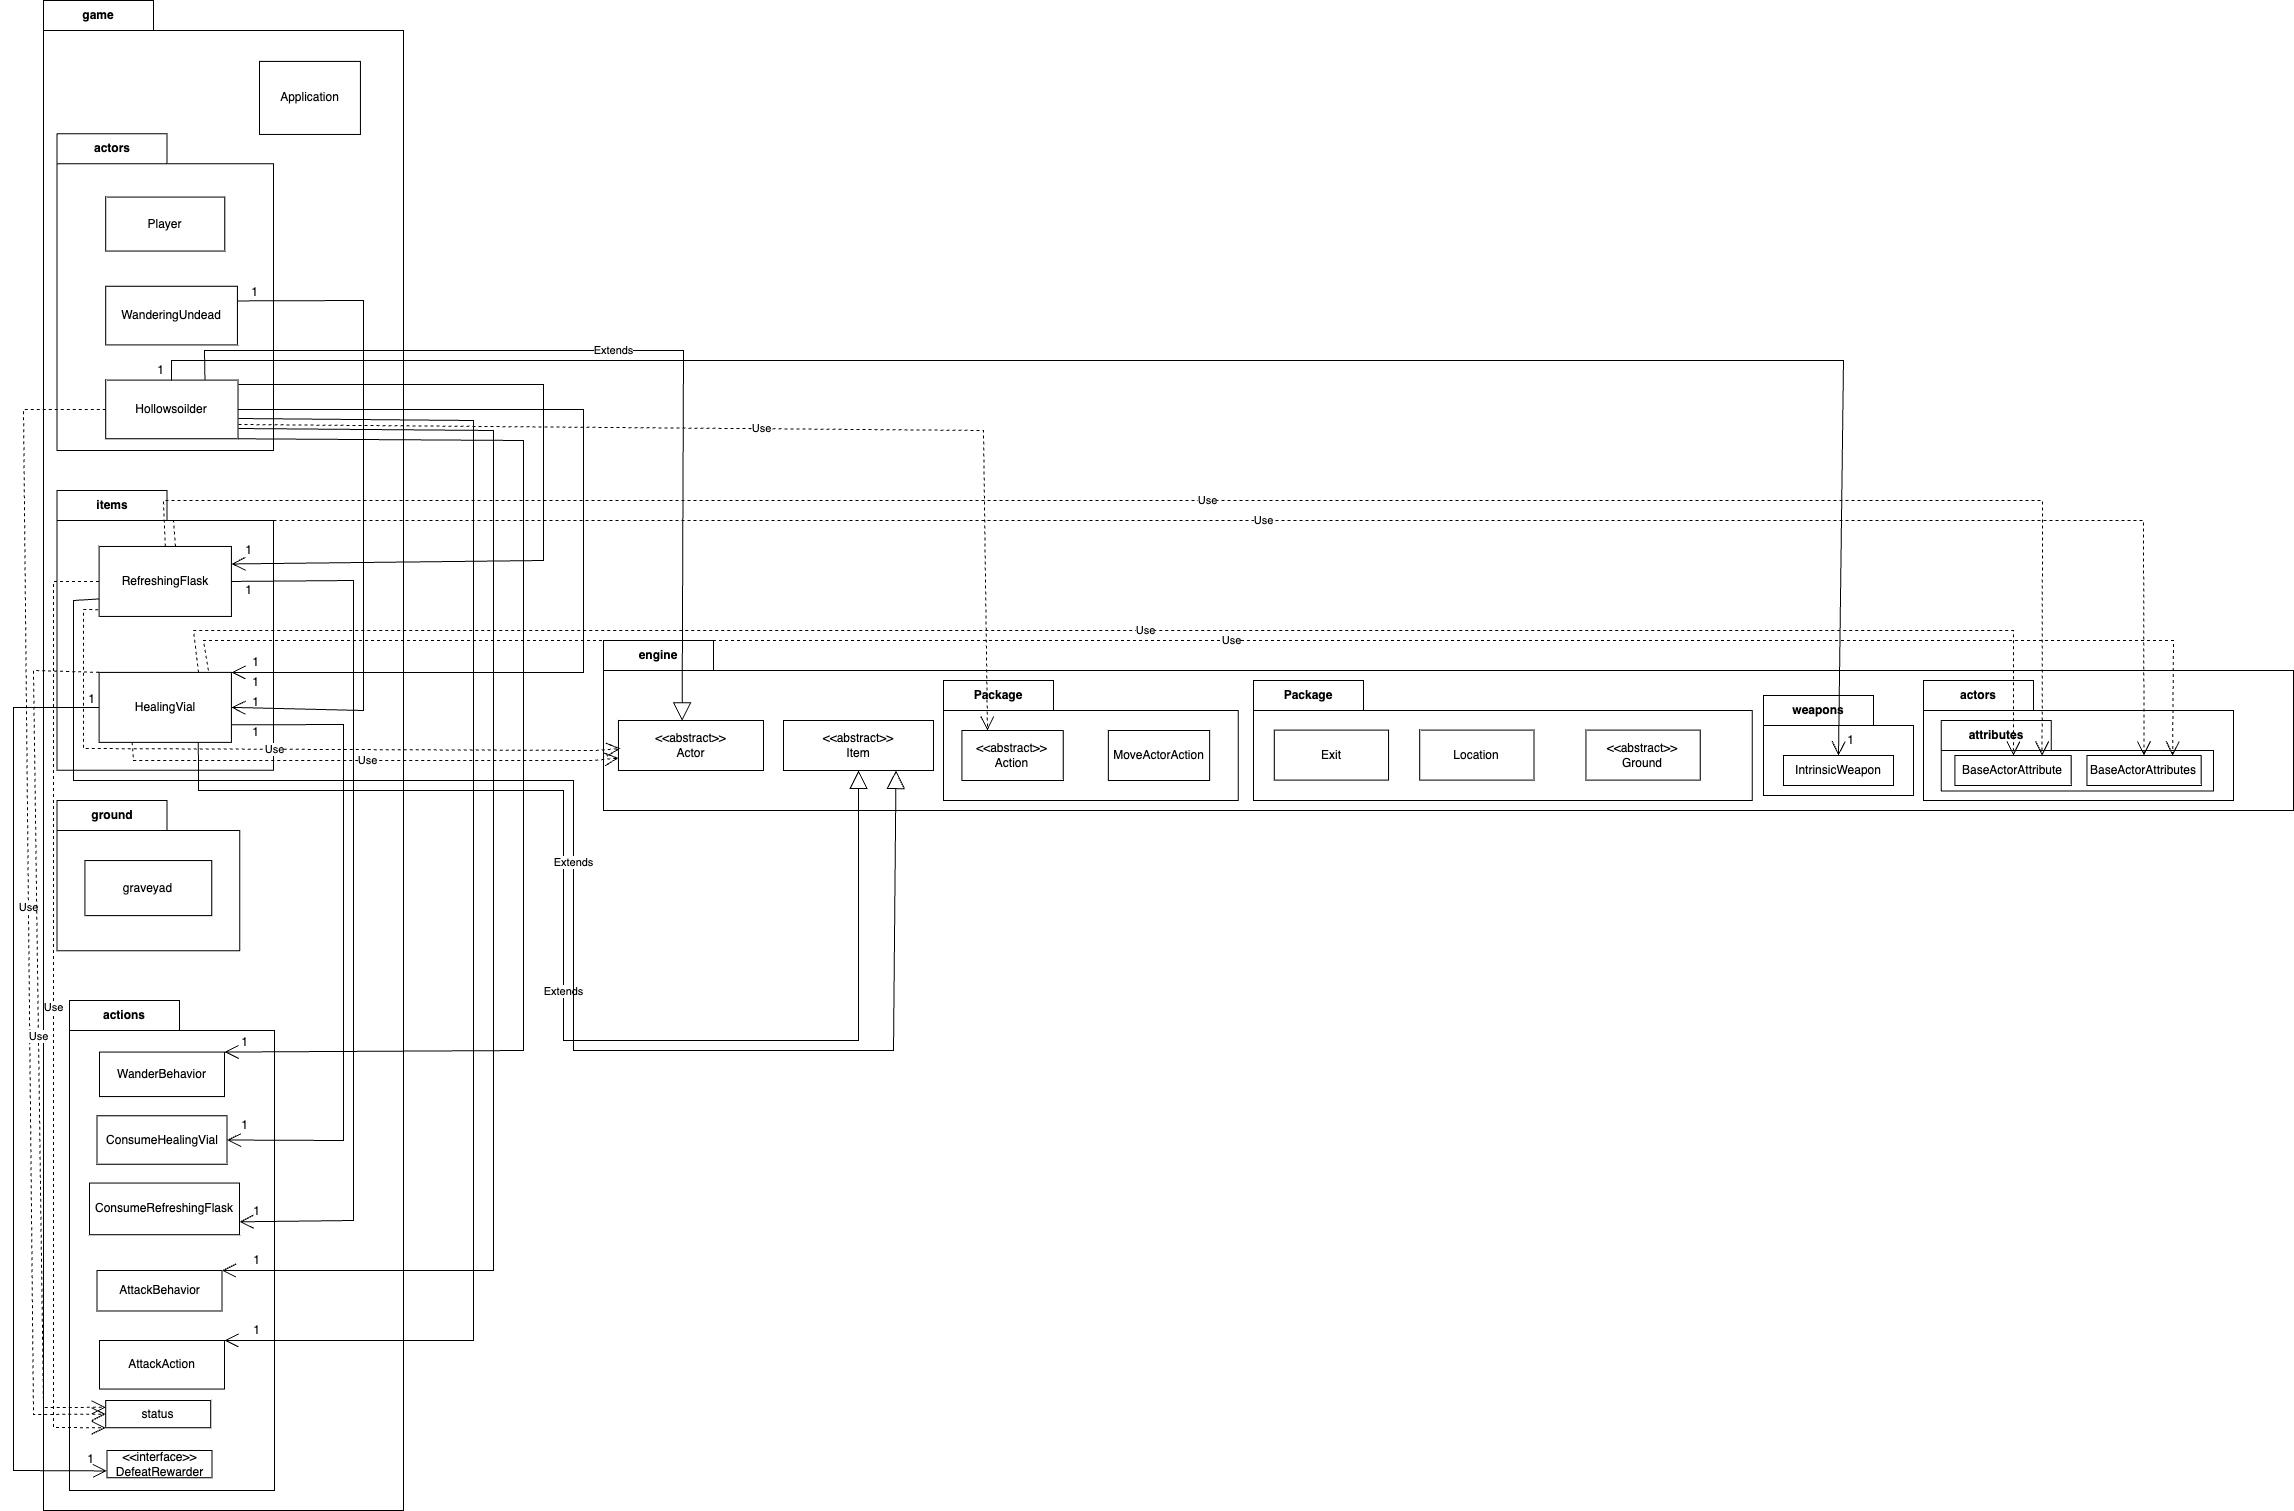 game
Application
actors
Player
WanderingUndead
1
Extends
1
Hollowsoilder
Use
items
Use
Use
1
RefreshingFlask
1
Use
Use
engine
1
1
HealingVial
1
1
1
Use
Use
<<abstract>>
Actor
<<abstract>>
Item
Package
<<abstract>>
Action
MoveActorAction
Package
Exit
Location
<<abstract>>
Ground
weapons
1
IntrinsicWeapon
actors
attributes
BaseActorAttribute
BaseActorAttributes
ground
graveyad
Extends
Use
Extends
Use
Use
actions
1
WanderBehavior
1
ConsumeHealingVial
ConsumeRefreshingFlask
1
1
AttackBehavior
1
AttackAction
status
1
<<interface>>
DefeatRewarder